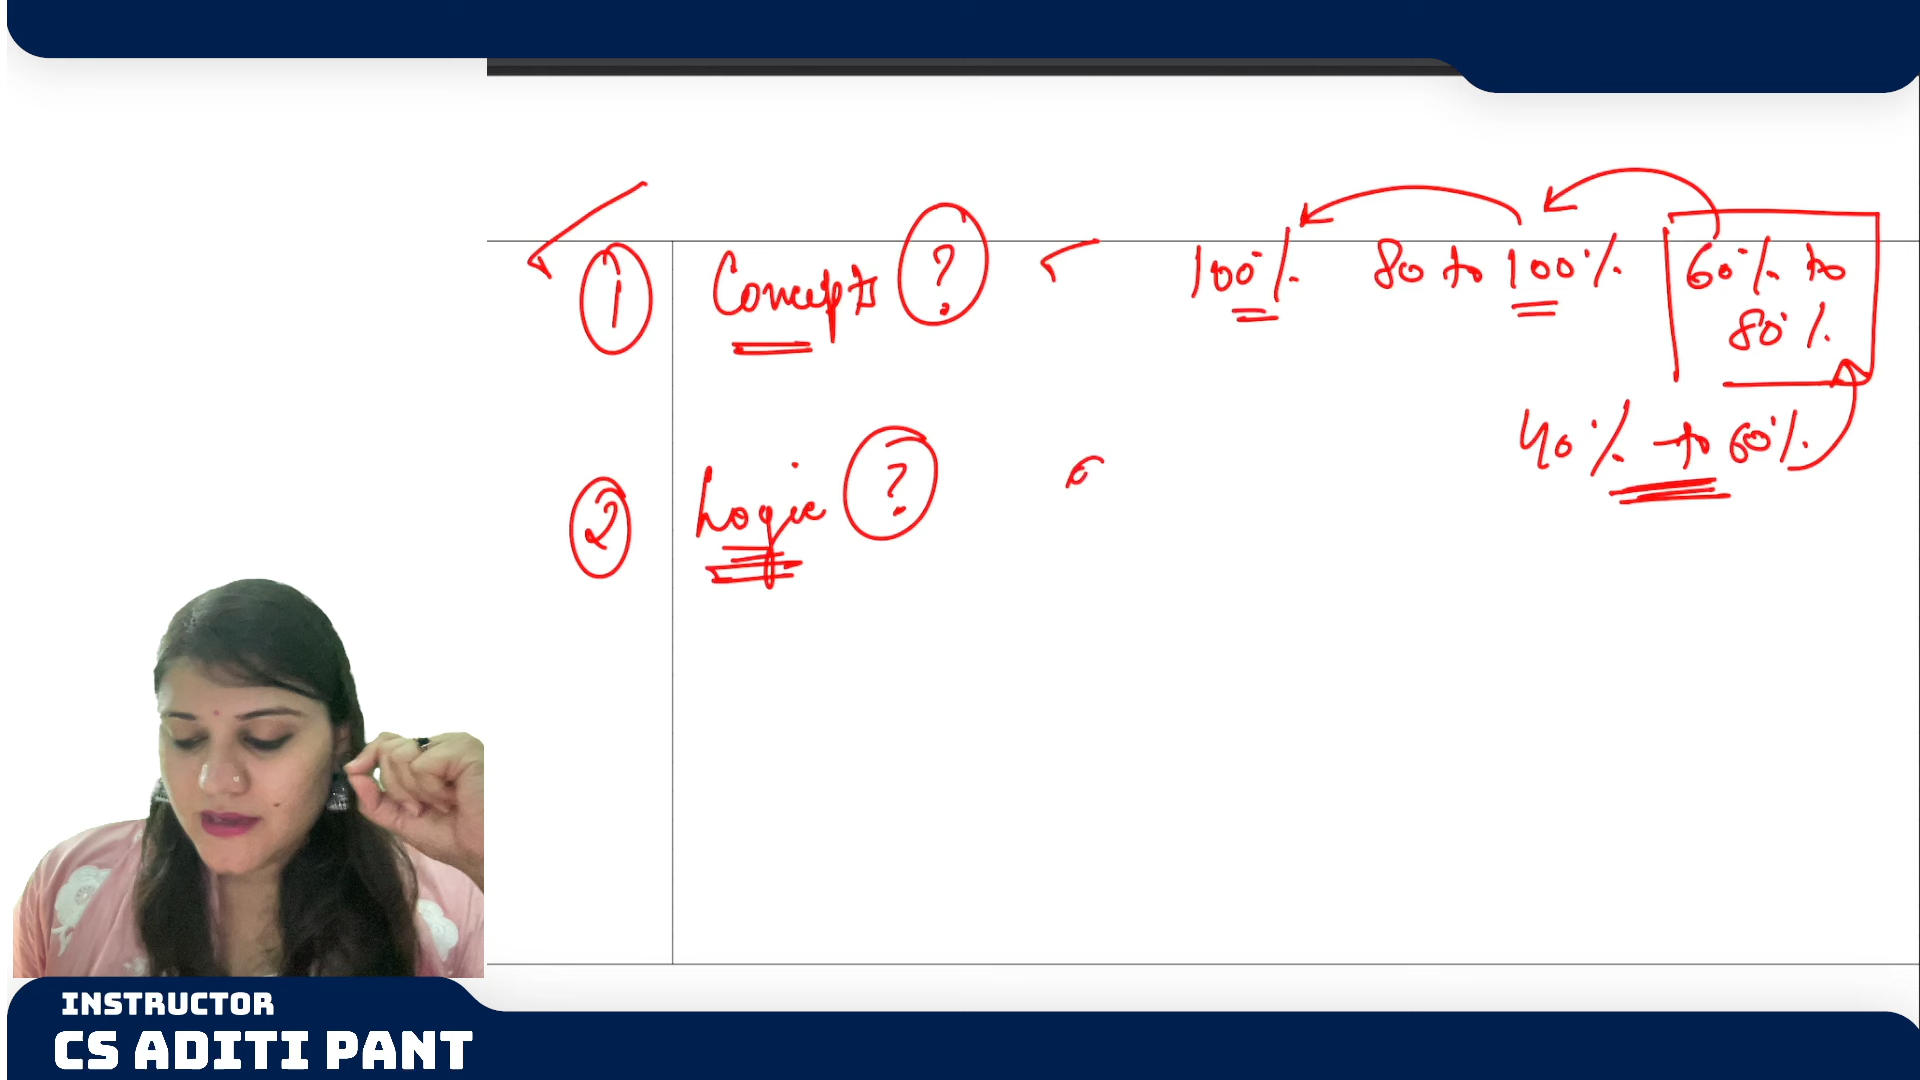 1 Concepts ? 100% 80 to 100% 60% to
80%
40% to 60%
2 Logic ?
INSTRUCTOR
CS ADITI PANT